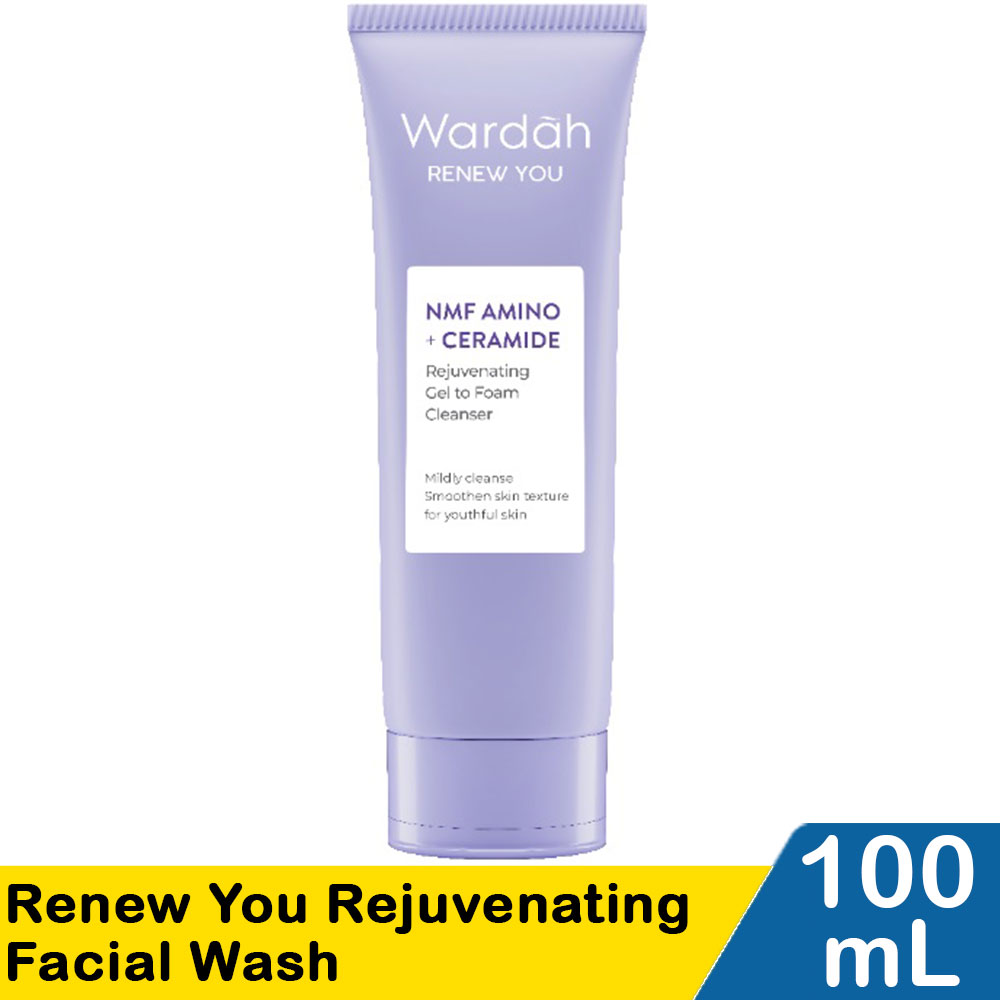 Wardãh
RENEW YOU
NMF AMINO
+ CERAMIDE
Rejuvenating
Gel to Foam
Cleanser
Mildly cleanse
Smoothen skin texture
for youthful skin
Renew You Rejuvenating
Facial Wash
100
mL